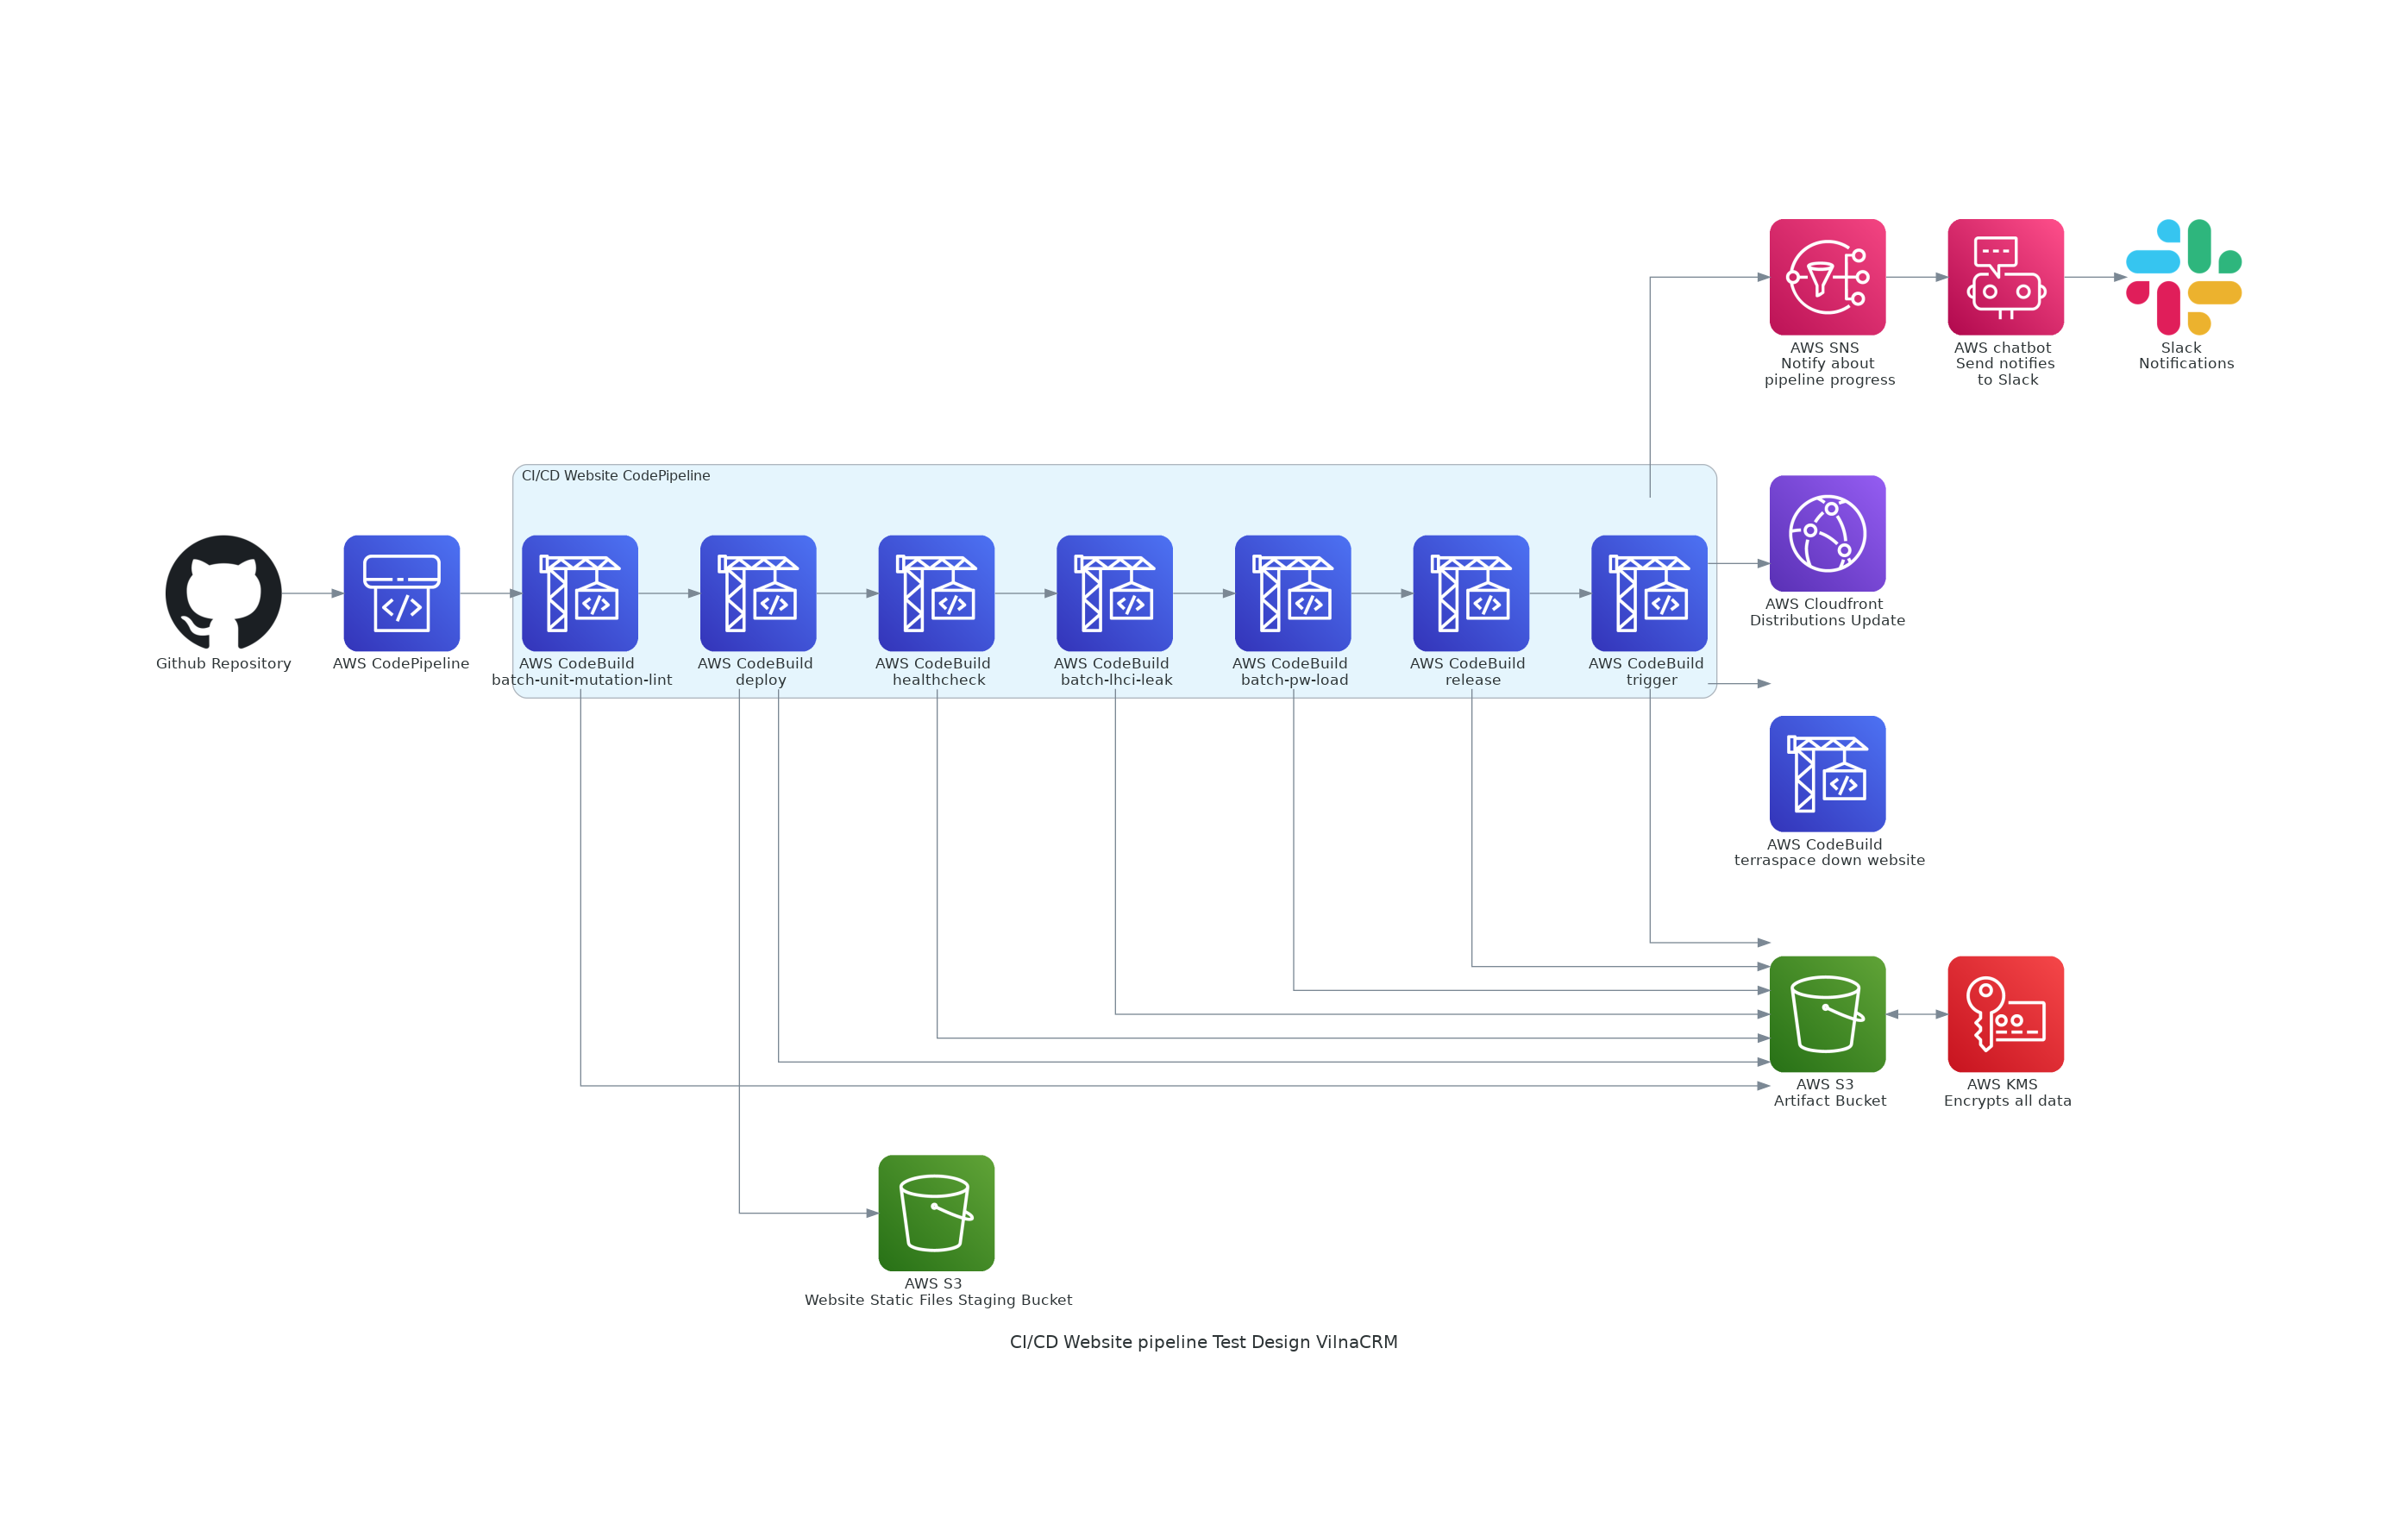 AWS SNS
Notify about
pipeline progress
AWS chatbot
Send notifies
to Slack
Slack
Notifications
CI/CD Website CodePipeline
Github Repository
AWS CodePipeline
AWS CodeBuild
batch-unit-mutation-lint
AWS CodeBuild
deploy
AWS CodeBuild
healthcheck
AWS CodeBuild
batch-lhci-leak
AWS CodeBuild
batch-pw-load
AWS CodeBuild
release
AWS CodeBuild
trigger
AWS Cloudfront
Distributions Update
AWS CodeBuild
terraspace down website
AWS S3
Artifact Bucket
AWS KMS
Encrypts all data
AWS S3
Website Static Files Staging Bucket
CI/CD Website pipeline Test Design VilnaCRM